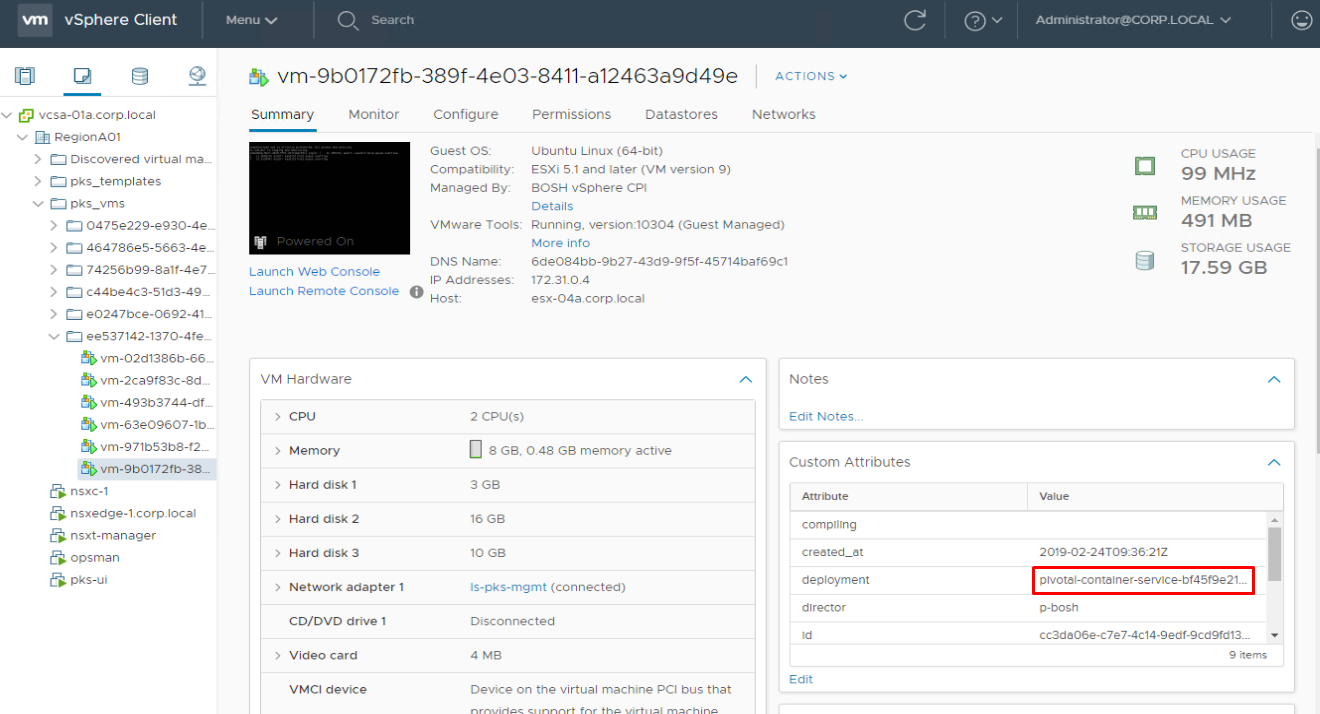 vm vSphere Client Menu Search Administrator@CORP.LOCAL
vm-9b0172fb-389f-4e03-8411-a12463a9d49e ACTIONS
Summary Monitor Configure Permissions Datastores Networks
vcsa-01a.corp.local
RegionA01
Discovered virtual ma...
pks_templates
pks_vms
0475e229-e930-4e...
464786e5-5663-4e...
74256b99-8a1f-4e7...
c44be4c3-51d3-49...
e0247bce-0692-41...
ee537142-1370-4fe...
vm-02d1386b-66...
vm-2ca9f83c-8d...
vm-493b3744-df...
vm-63e09607-1b...
vm-971b53b8-f2...
vm-9b0172fb-38...
nsxc-1
nsxedge-1.corp.local
nsxt-manager
opsman
pks-ui
Powered On
Launch Web Console
Launch Remote Console
Guest OS: Ubuntu Linux (64-bit)
Compatibility: ESXi 5.1 and later (VM version 9)
Managed By: BOSH vSphere CPI
Details
VMware Tools: Running, version:10304 (Guest Managed)
More info
DNS Name: 6de084bb-9b27-43d9-9f5f-45714baf69c1
IP Addresses: 172.31.0.4
Host: esx-04a.corp.local
CPU USAGE
99 MHz
MEMORY USAGE
491 MB
STORAGE USAGE
17.59 GB
VM Hardware
CPU 2 CPU(s)
Memory 8 GB, 0.48 GB memory active
Hard disk 1 3 GB
Hard disk 2 16 GB
Hard disk 3 10 GB
Network adapter 1 ls-pks-mgmt (connected)
CD/DVD drive 1 Disconnected
Video card 4 MB
VMCI device Device on the virtual machine PCI bus that
provides support for the virtual machine
Notes
Edit Notes...
Custom Attributes
Attribute Value
compiling
created_at 2019-02-24T09:36:21Z
deployment pivotal-container-service-bf45f9e21...
director p-bosh
id cc3da06e-c7e7-4c14-9edf-9cd9fd13...
9 items
Edit